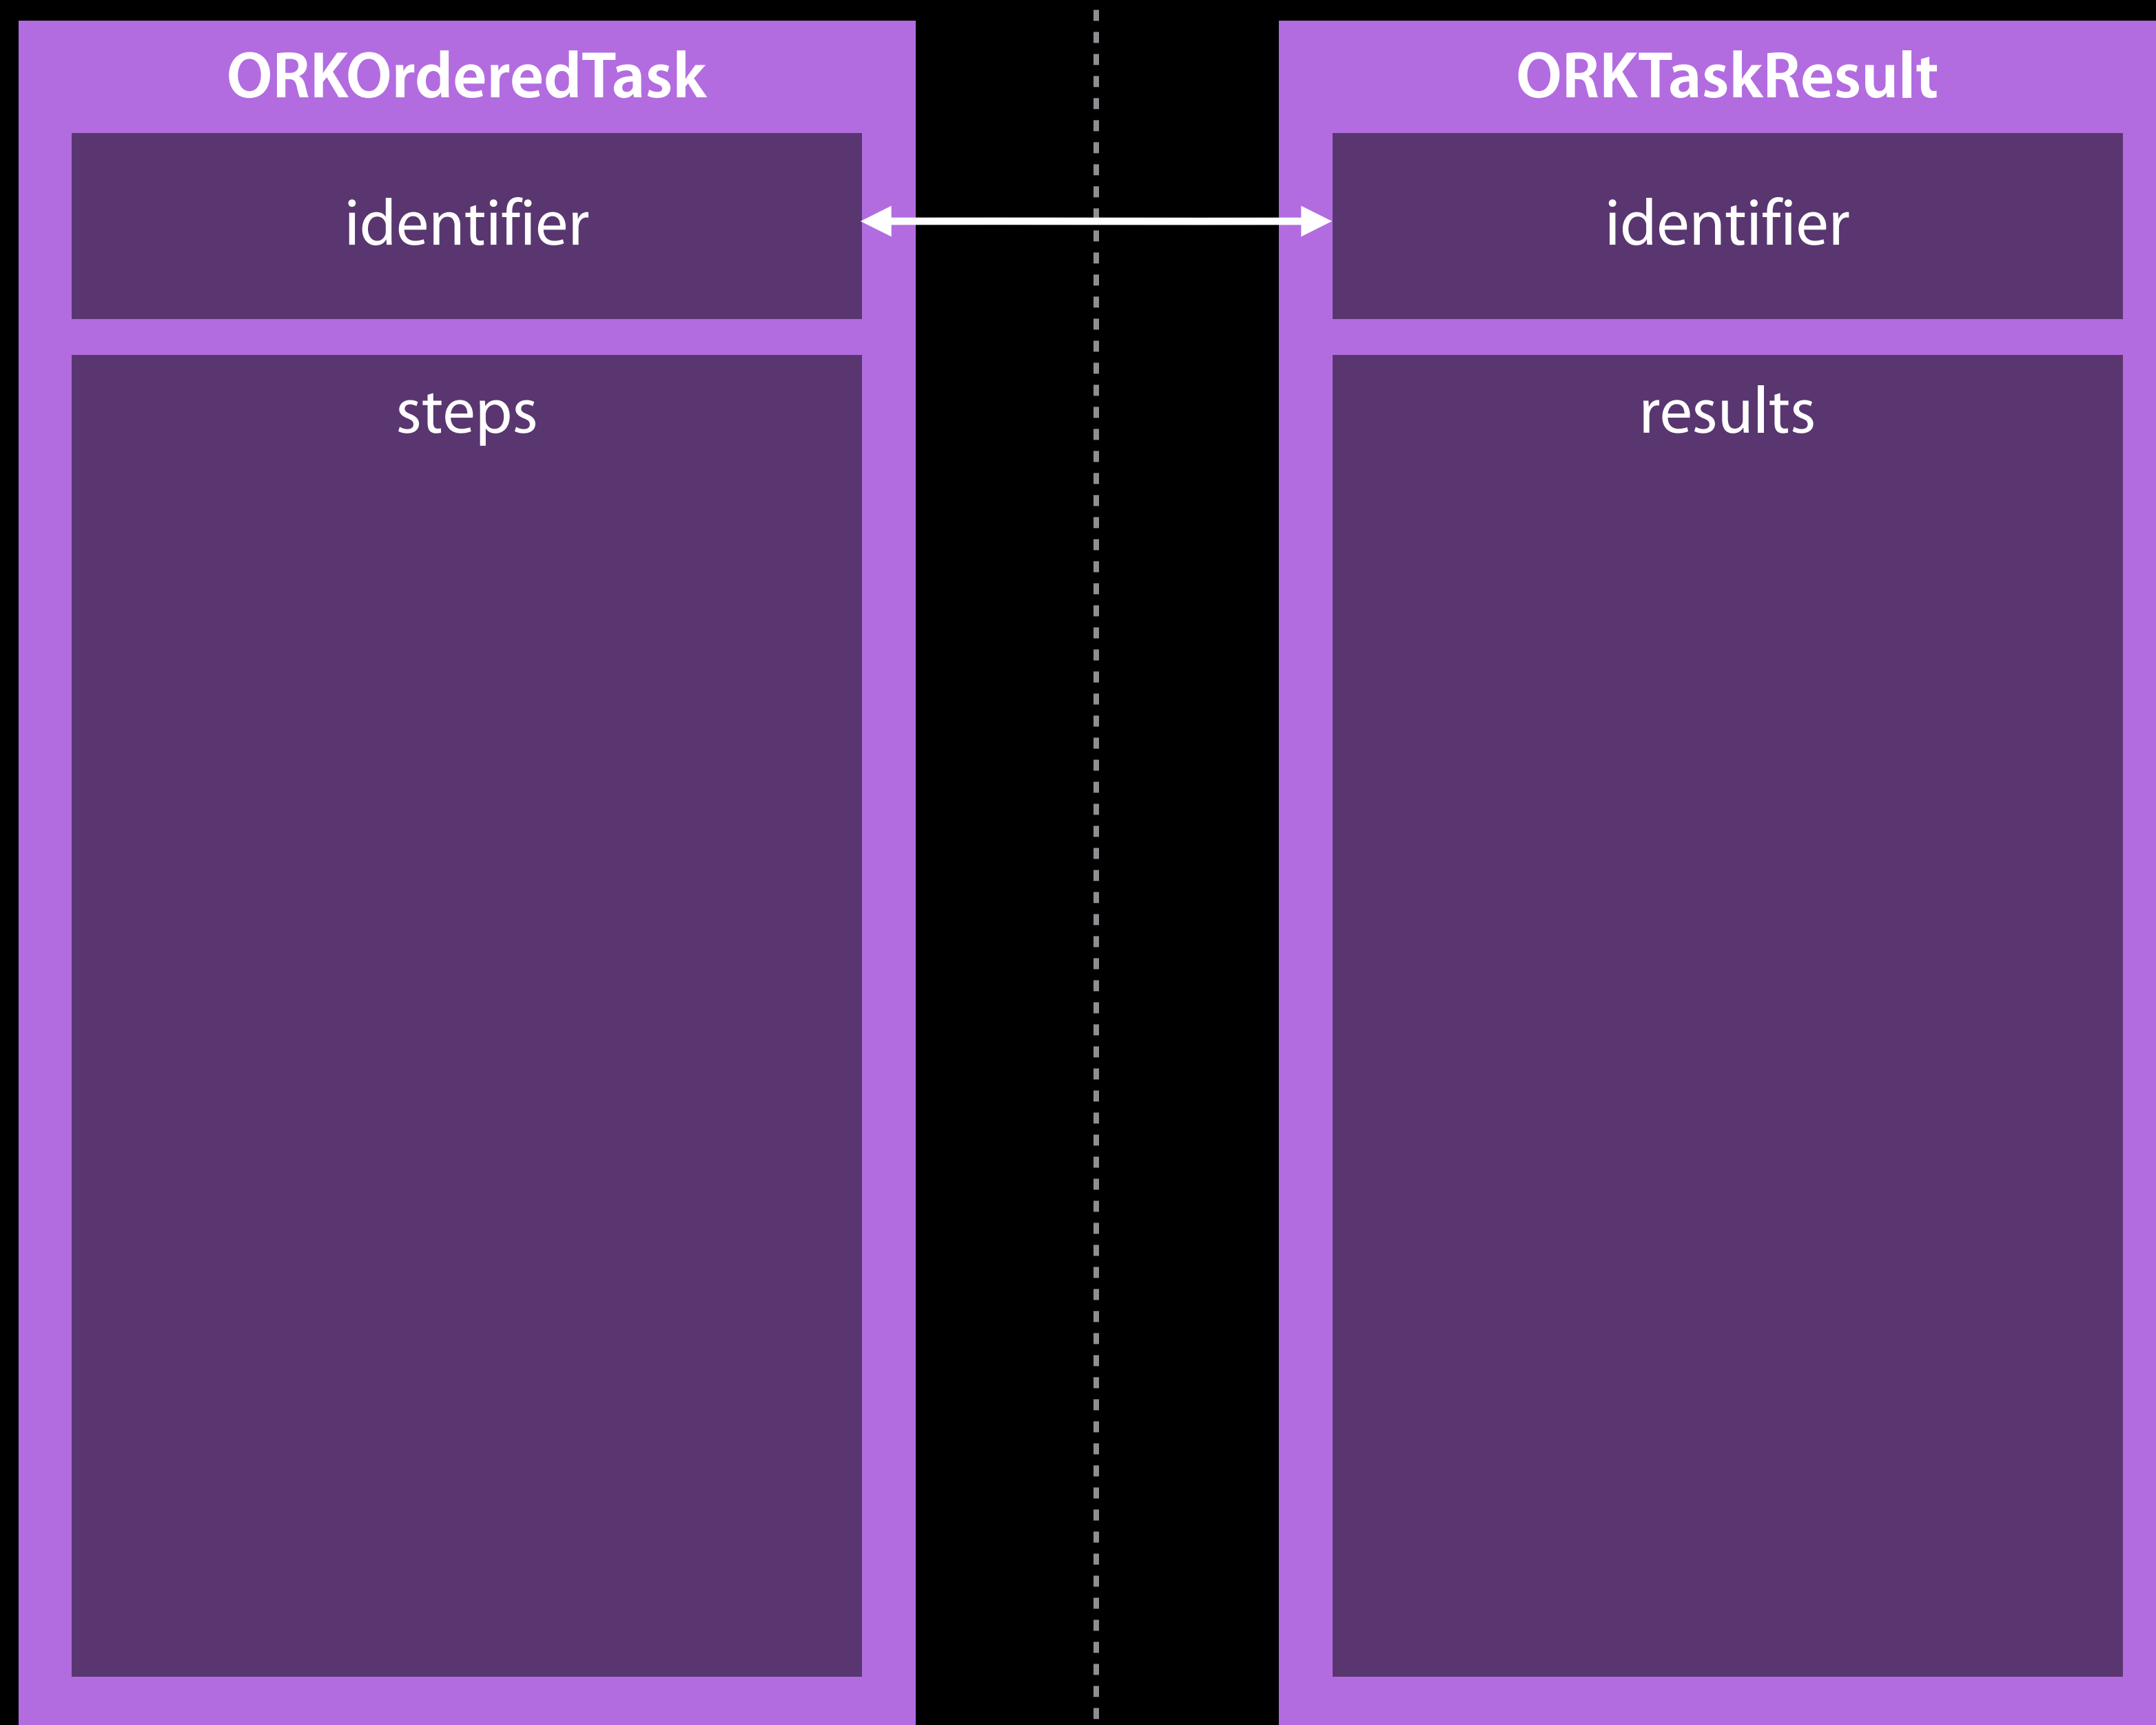 ORKOrderedTask
identifier
steps
ORKTaskResult
identifier
results